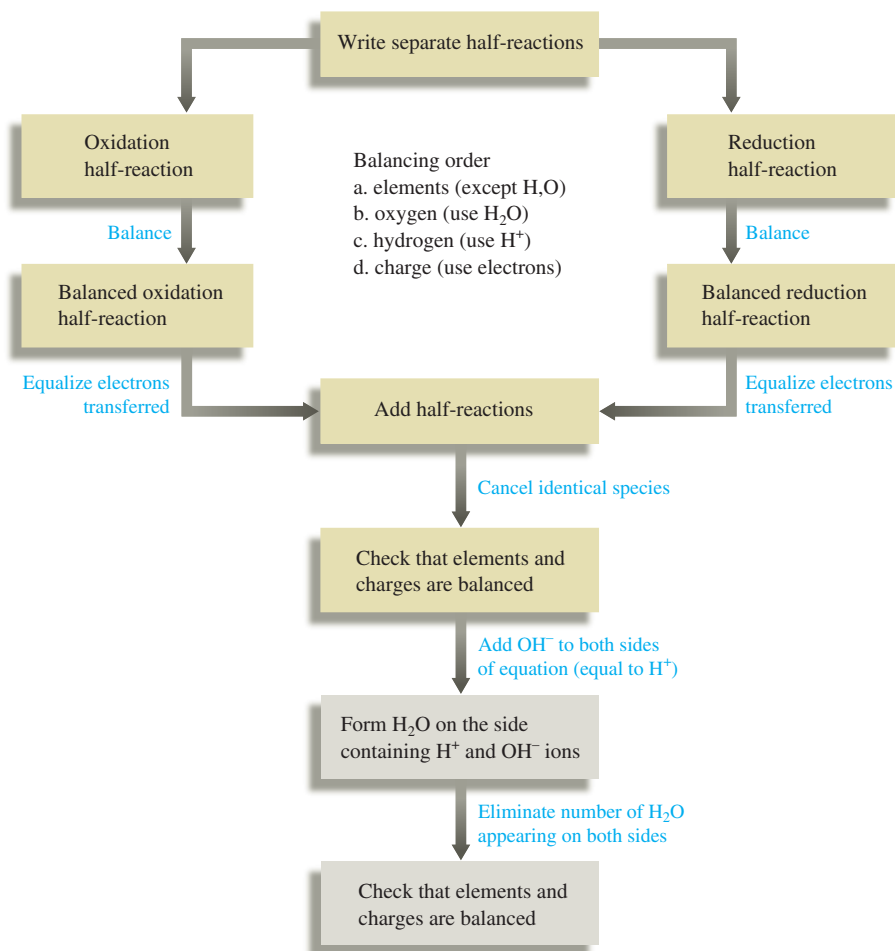 Write separate half-reactions
Oxidation
half-reaction
Reduction
half-reaction
Balancing order
a. elements (except H,O)
b. oxygen (use H₂O)
c. hydrogen (use H⁺)
d. charge (use electrons)
Balance
Balance
Balanced oxidation
half-reaction
Balanced reduction
half-reaction
Equalize electrons
transferred
Equalize electrons
transferred
Add half-reactions
Cancel identical species
Check that elements and
charges are balanced
Add OH⁻ to both sides
of equation (equal to H⁺)
Form H₂O on the side
containing H⁺ and OH⁻ ions
Eliminate number of H₂O
appearing on both sides
Check that elements and
charges are balanced